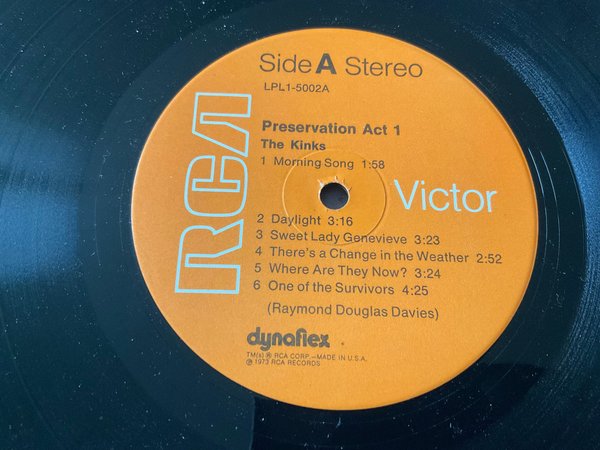 Side A Stereo
LPL1-5002A
RCA
Preservation Act 1
The Kinks
1 Morning Song 1:58
Victor
2 Daylight 3:16
3 Sweet Lady Genevieve 3:23
4 There's a Change in the Weather 2:52
5 Where Are They Now? 3:24
6 One of the Survivors 4:25
(Raymond Douglas Davies)
dynaflex
TM(s) ® RCA CORP.—MADE IN U.S.A.
℗ 1973 RCA RECORDS